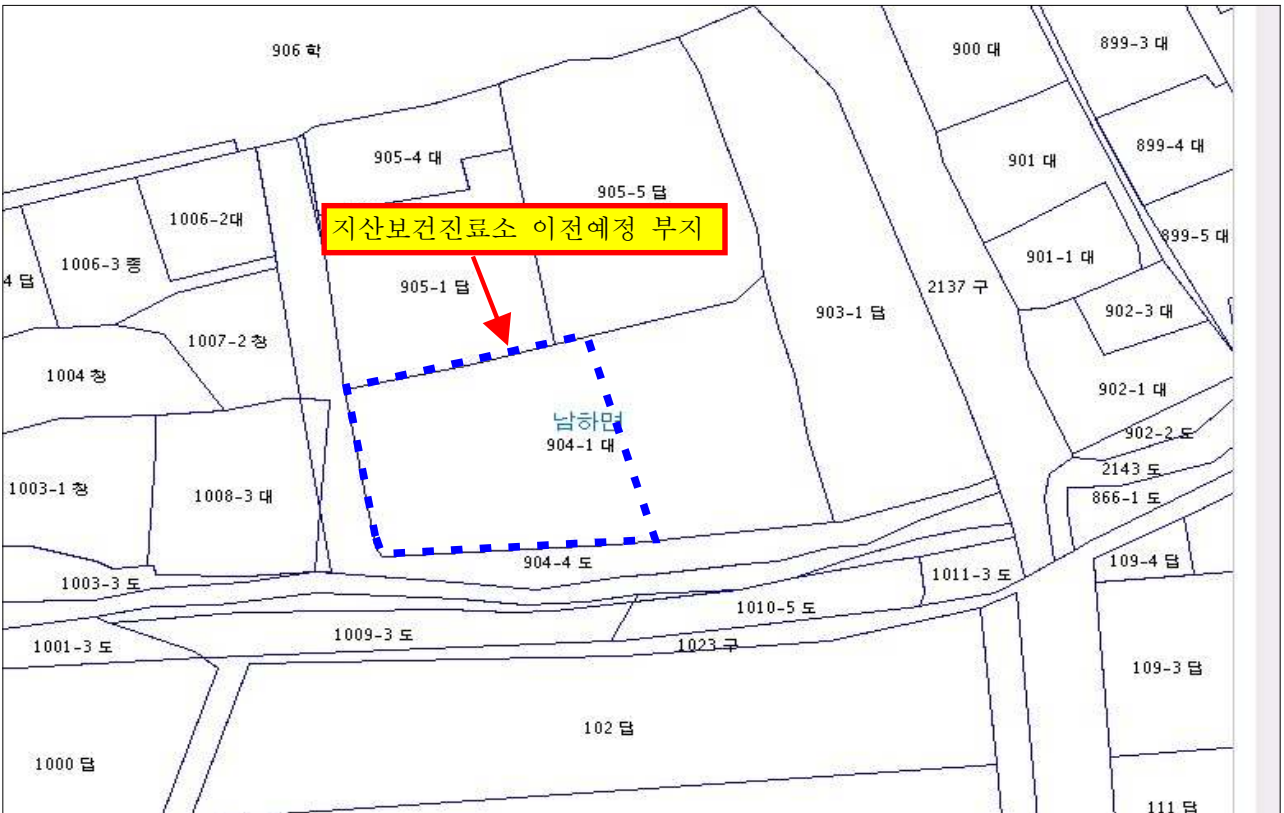 906 학
900 대
899-3 대
905-4 대
901 대
899-4 대
905-5 답
1006-2대
지산보건진료소 이전예정 부지
899-5 대
4 답
1006-3 종
905-1 답
901-1 대
2137 구
903-1 답
902-3 대
1007-2 창
1004 창
902-1 대
남하면
904-1 대
902-2 도
2143 도
1003-1 창
1008-3 대
866-1 도
904-4 도
109-4 답
1003-3 도
1011-3 도
1010-5 도
1009-3 도
1001-3 도
1023 구
109-3 답
102 답
1000 답
111 답